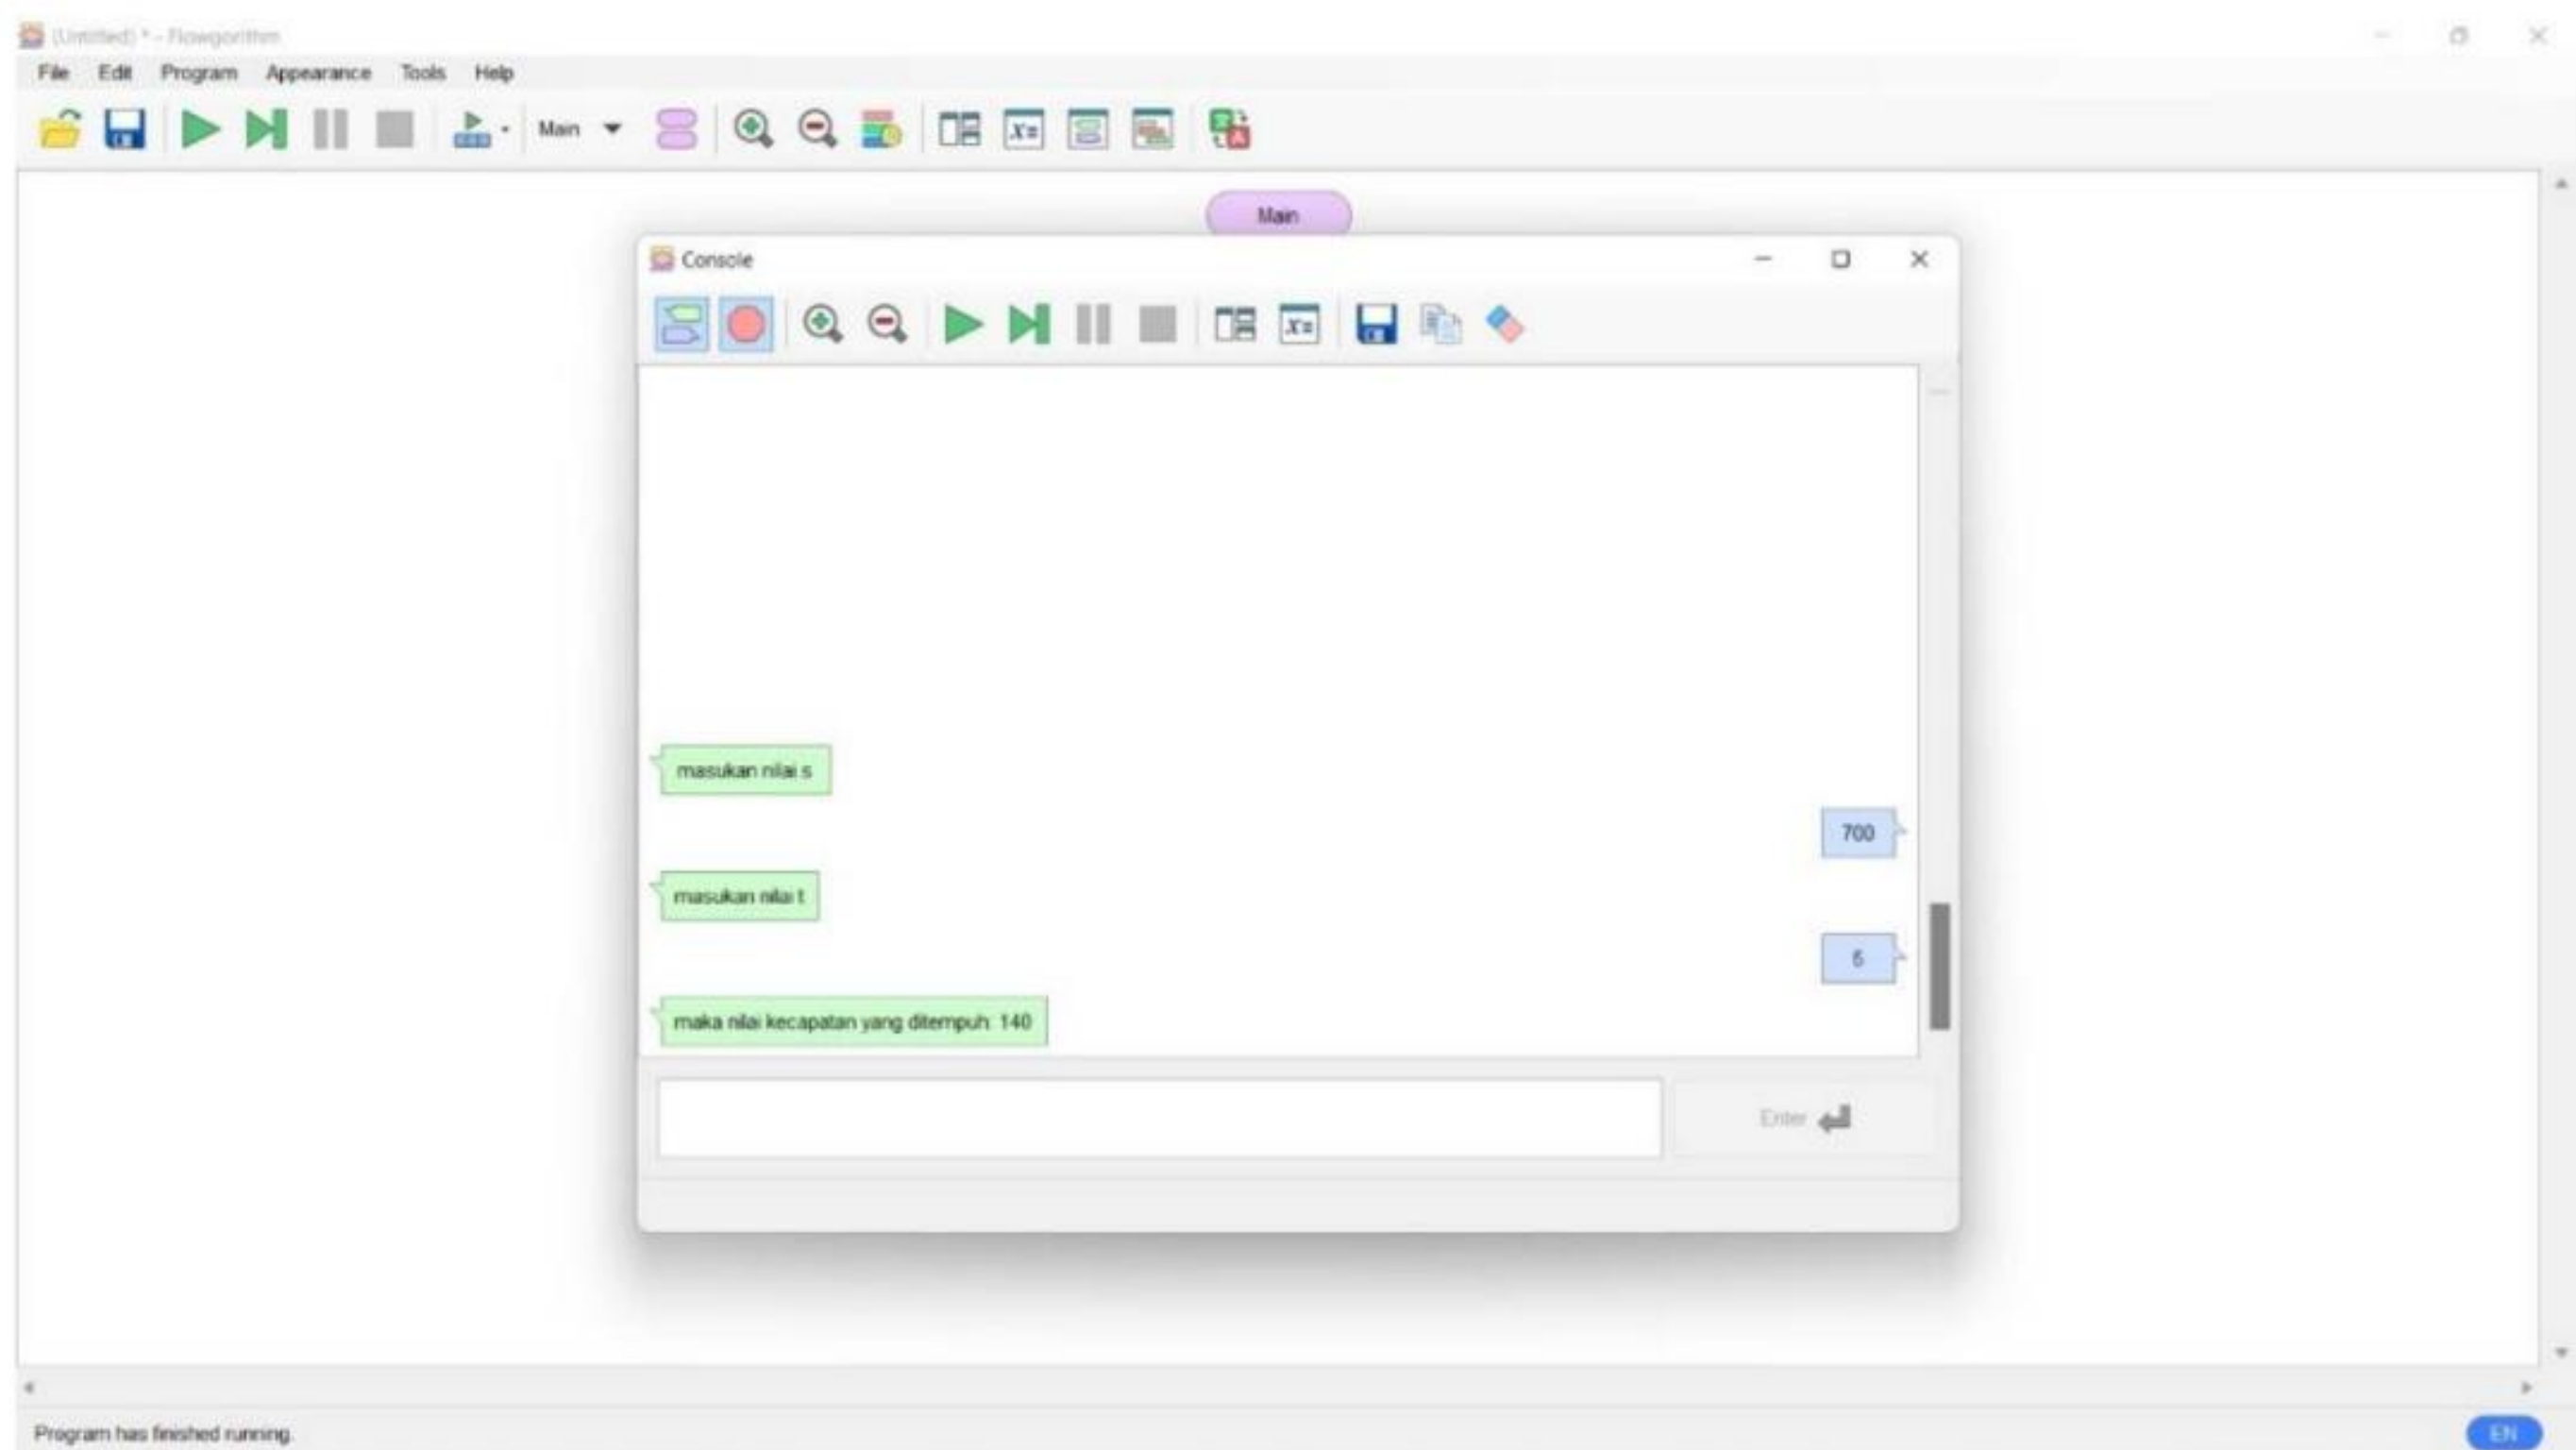 (Untitled) * - Flowgorithm
File Edit Program Appearance Tools Help
Main
Main
Console
masukan nilai s
700
masukan nilai t
5
maka nilai kecapatan yang ditempuh: 140
Enter
Program has finished running.
EN